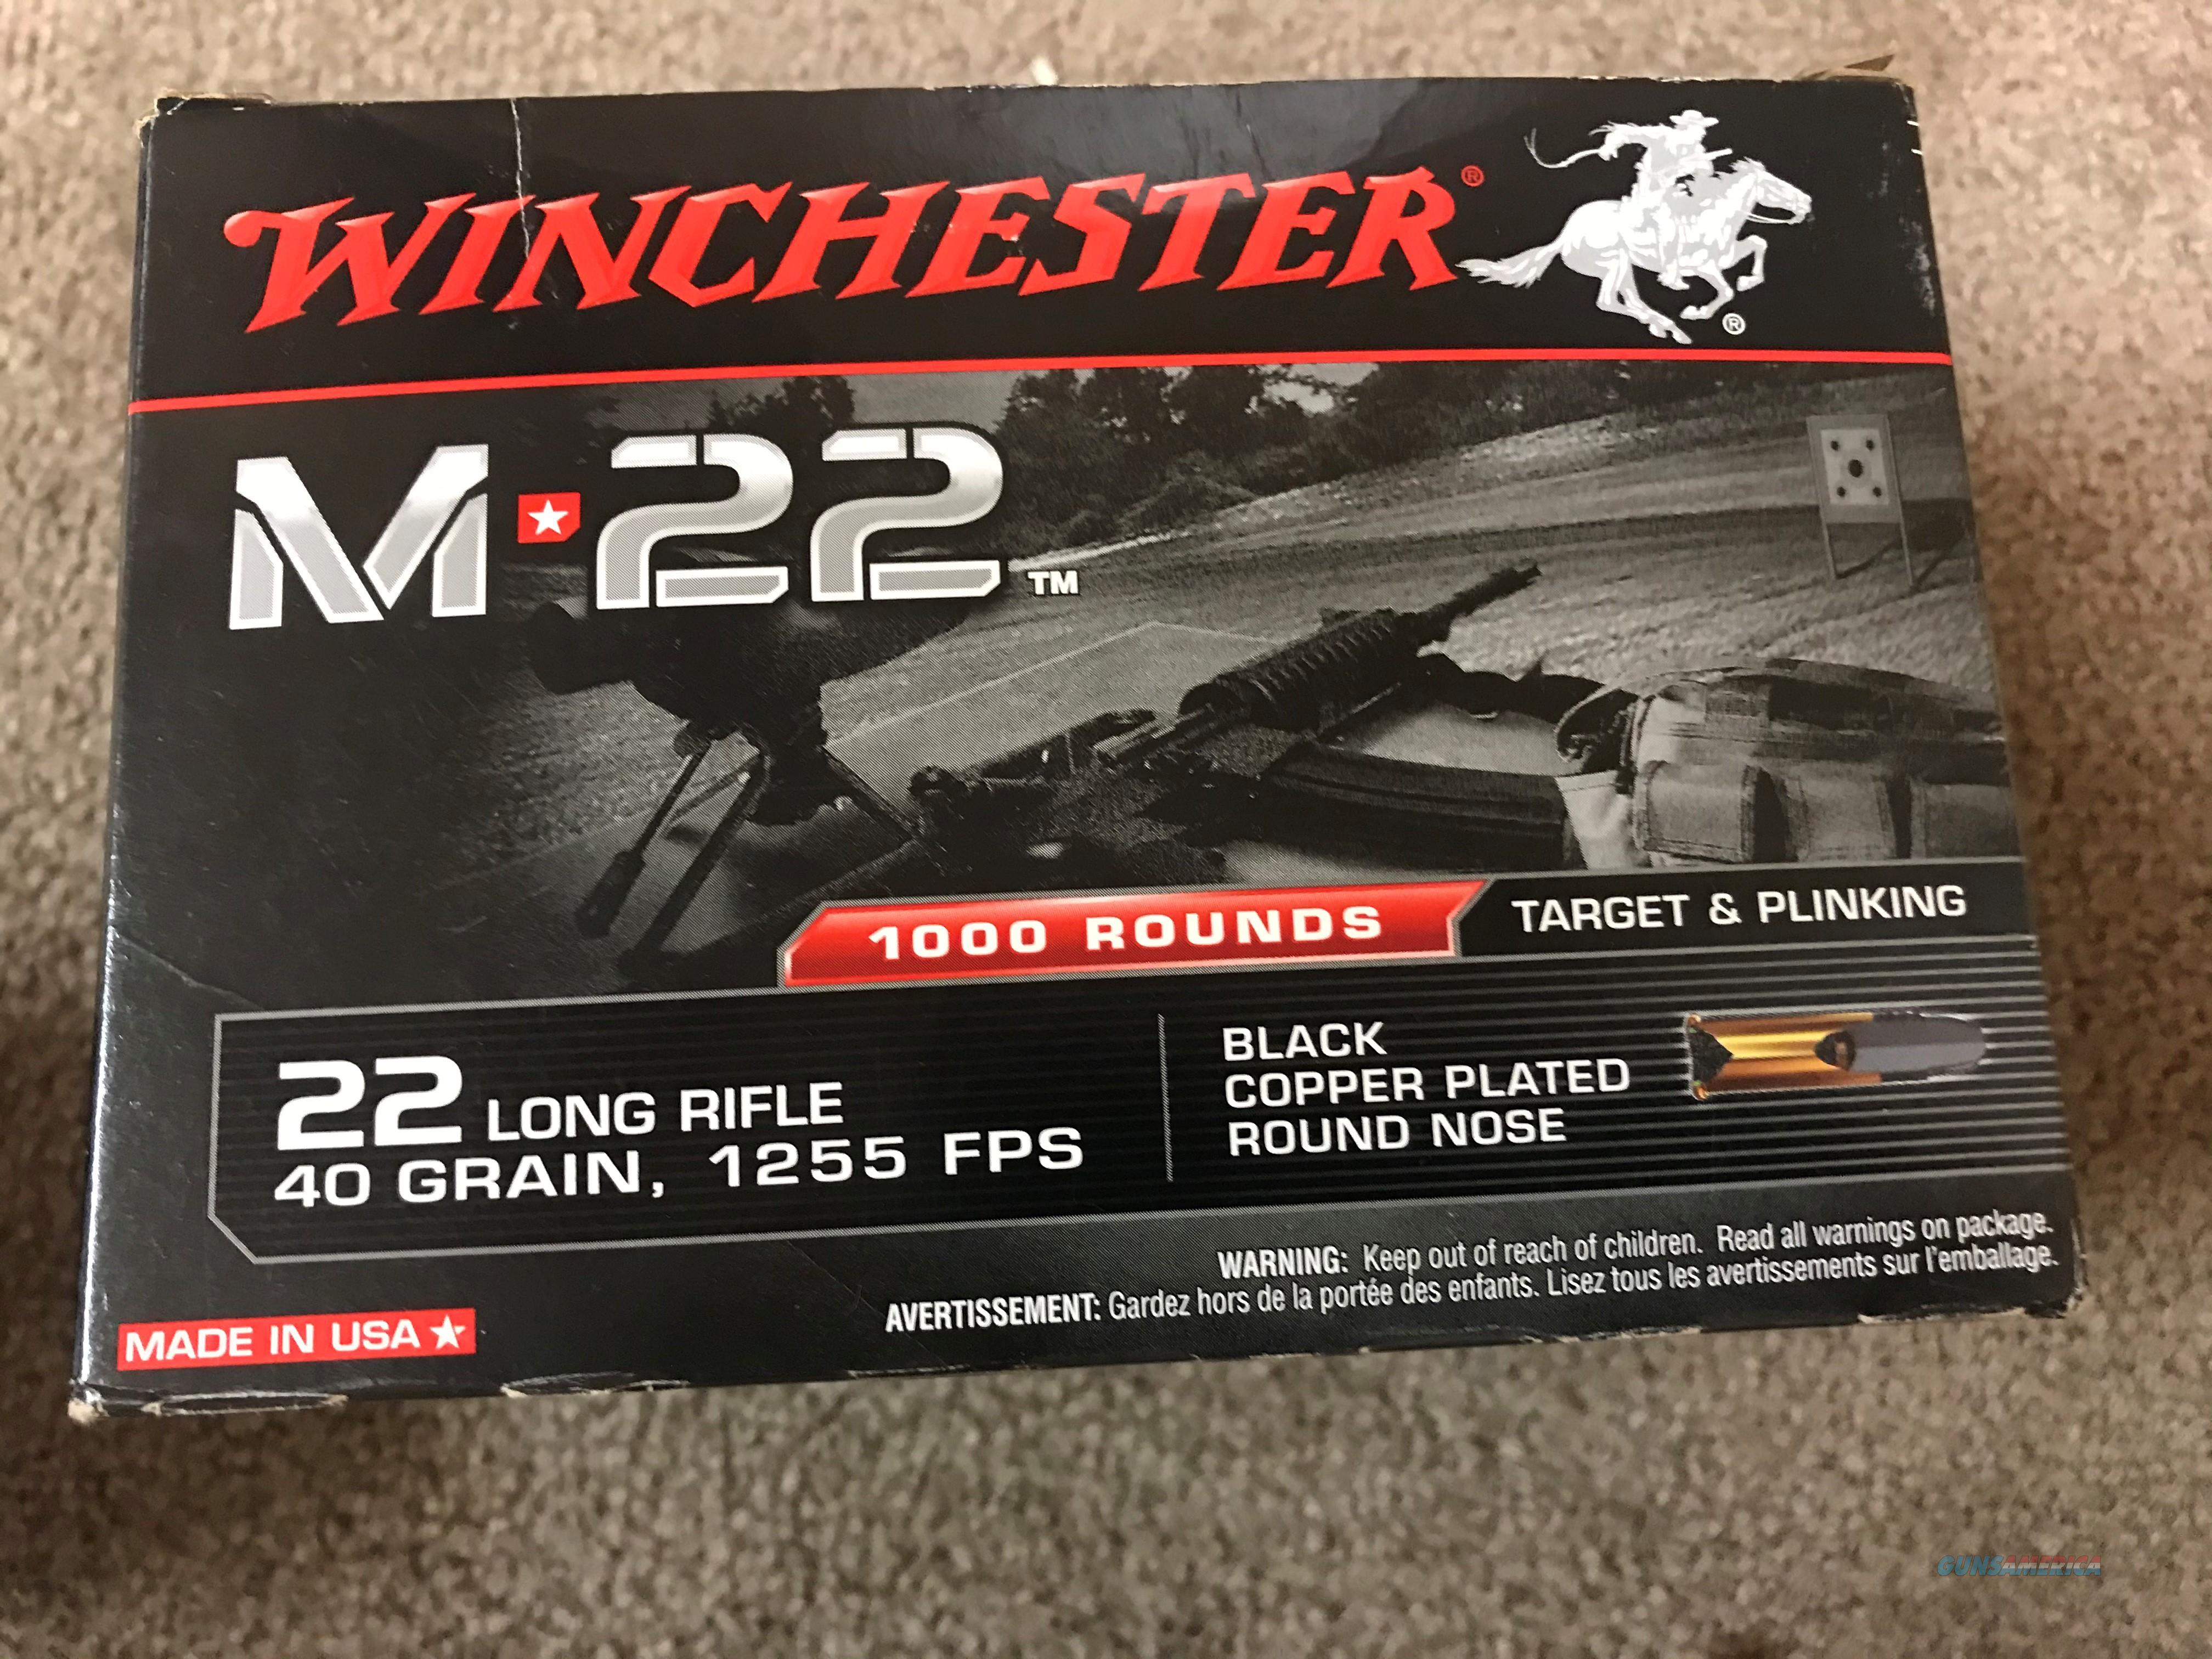 WINCHESTER®
®
M★22
TM
1000 ROUNDS
TARGET & PLINKING
22 LONG RIFLE
40 GRAIN, 1255 FPS
BLACK
COPPER PLATED
ROUND NOSE
WARNING: Keep out of reach of children. Read all warnings on package.
AVERTISSEMENT: Gardez hors de la portée des enfants. Lisez tous les avertissements sur l'emballage.
MADE IN USA ★
GUNSAMERICA